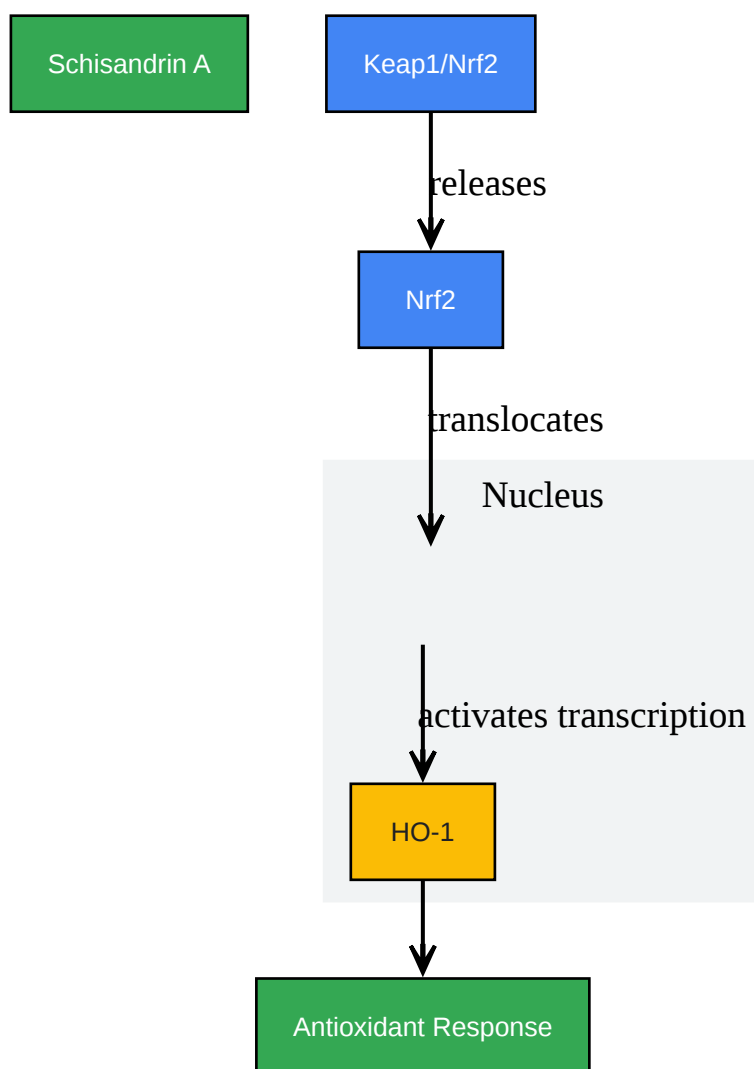 Schisandrin A
Keap1/Nrf2
releases
Nrf2
translocates
Nucleus
activates transcription
HO-1
Antioxidant Response